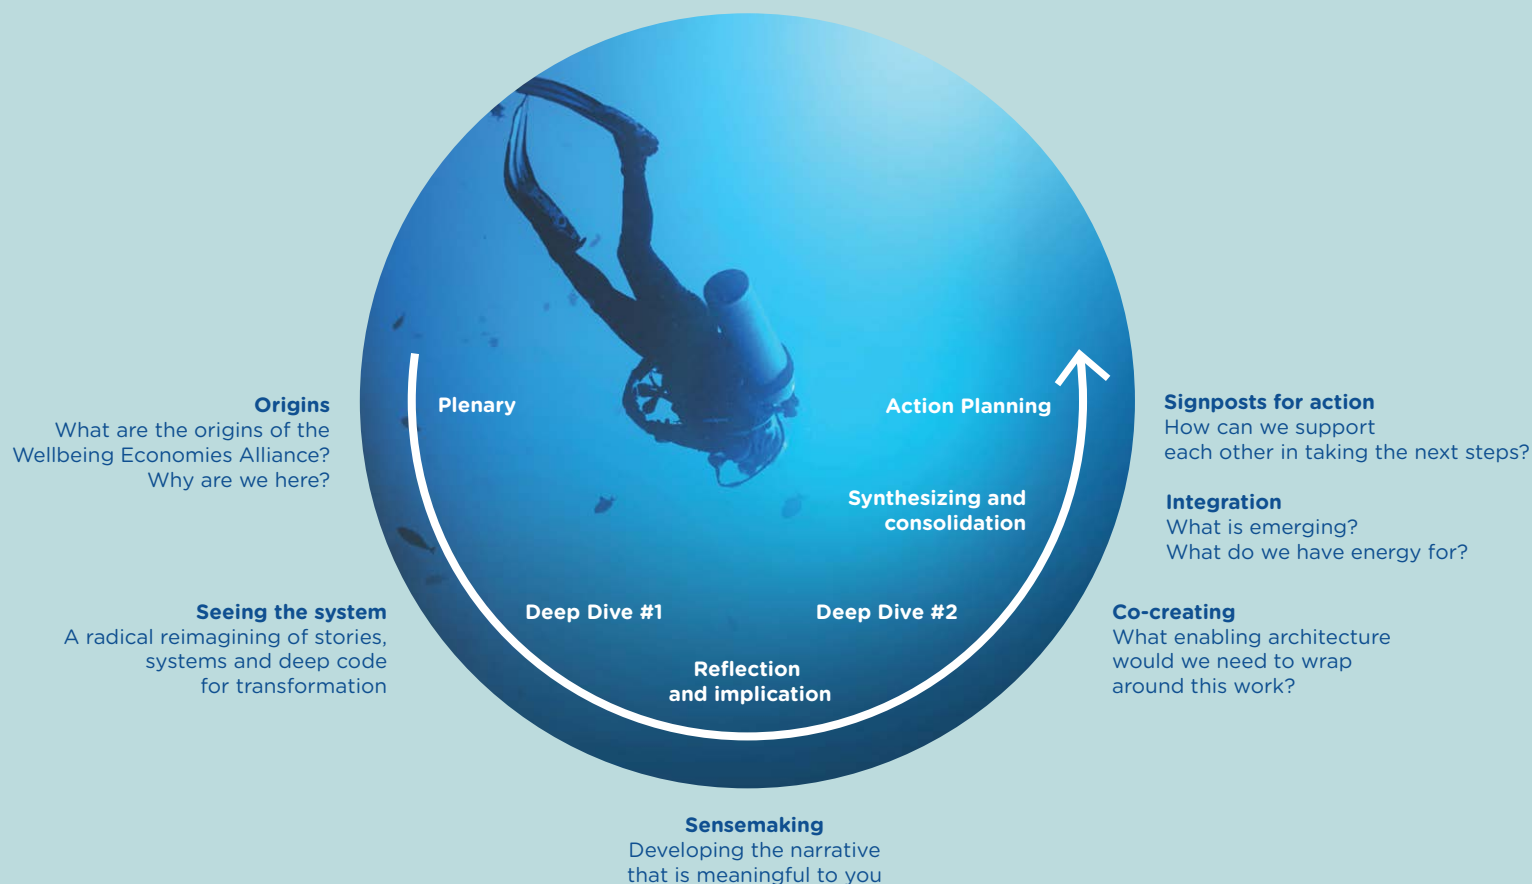 Origins
What are the origins of the
Wellbeing Economies Alliance?
Why are we here?
Plenary
Seeing the system
A radical reimagining of stories,
systems and deep code
for transformation
Deep Dive #1
Reflection
and implication
Sensemaking
Developing the narrative
that is meaningful to you
Deep Dive #2
Co-creating
What enabling architecture
would we need to wrap
around this work?
Synthesizing and
consolidation
Integration
What is emerging?
What do we have energy for?
Action Planning
Signposts for action
How can we support
each other in taking the next steps?